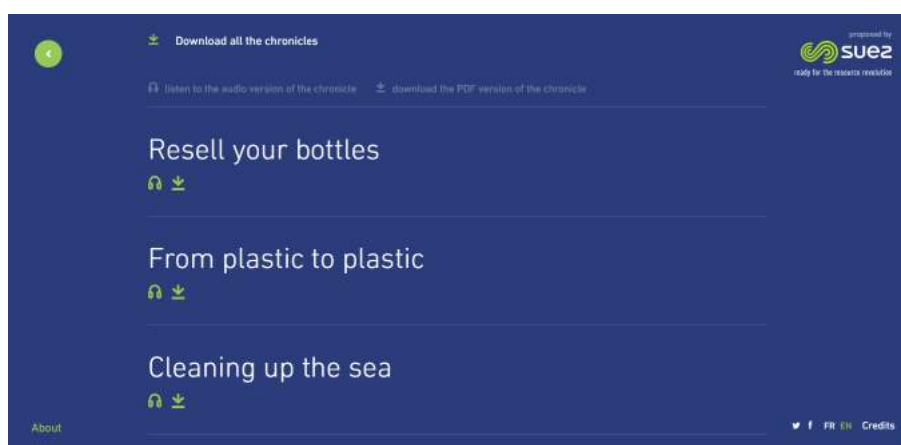 Download all the chronicles
proposed by
suez
ready for the resource revolution
listen to the audio version of the chronicle download the PDF version of the chronicle
Resell your bottles
From plastic to plastic
Cleaning up the sea
About
f FR EN Credits